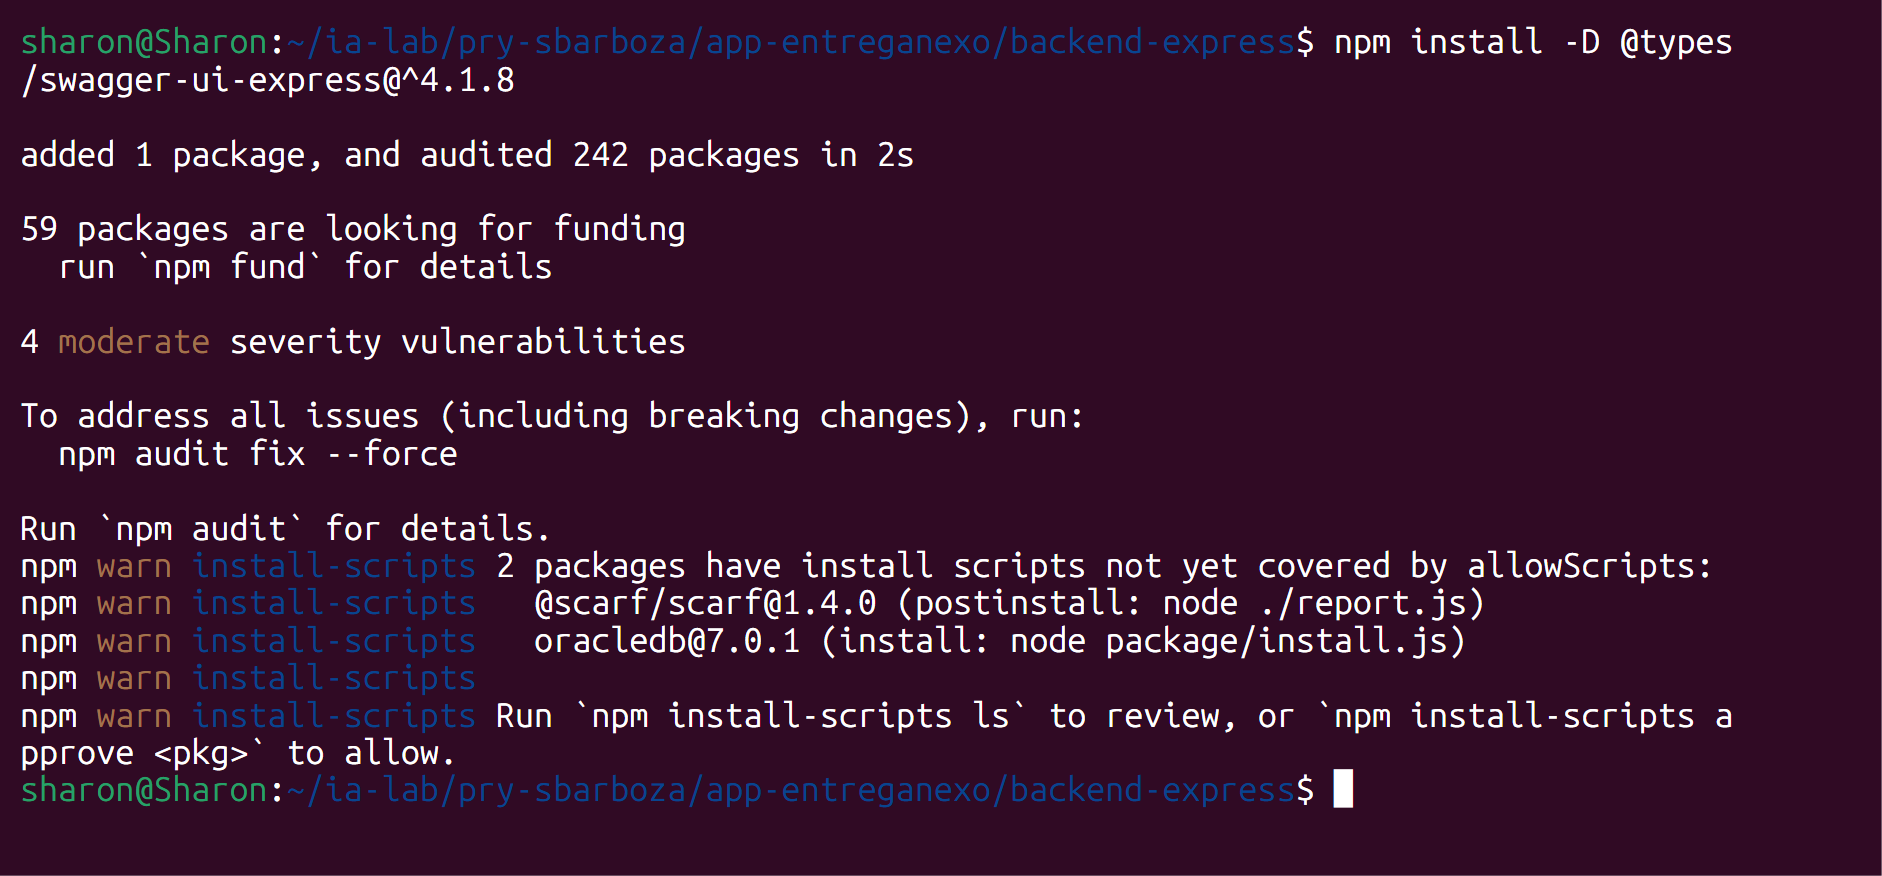 sharon@Sharon:~/ia-lab/pry-sbarboza/app-entreganexo/backend-express$ npm install -D @types
/swagger-ui-express@^4.1.8
added 1 package, and audited 242 packages in 2s
59 packages are looking for funding
  run `npm fund` for details
4 moderate severity vulnerabilities
To address all issues (including breaking changes), run:
  npm audit fix --force
Run `npm audit` for details.
npm warn install-scripts 2 packages have install scripts not yet covered by allowScripts:
npm warn install-scripts   @scarf/scarf@1.4.0 (postinstall: node ./report.js)
npm warn install-scripts   oracledb@7.0.1 (install: node package/install.js)
npm warn install-scripts
npm warn install-scripts Run `npm install-scripts ls` to review, or `npm install-scripts a
pprove <pkg>` to allow.
sharon@Sharon:~/ia-lab/pry-sbarboza/app-entreganexo/backend-express$